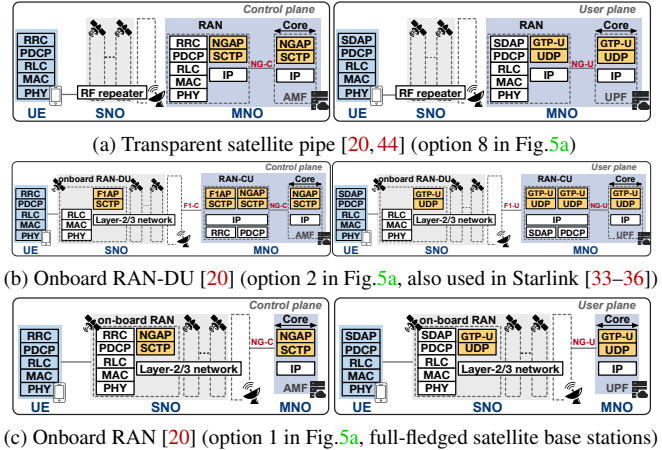 Control plane
RAN
Core
RRC
PDCP
RLC
MAC
PHY
UE
RF repeater
SNO
RRC
PDCP
RLC
MAC
PHY
NGAP
SCTP
IP
NG-C
NGAP
SCTP
IP
AMF
MNO
User plane
RAN
Core
SDAP
PDCP
RLC
MAC
PHY
UE
RF repeater
SNO
SDAP
PDCP
RLC
MAC
PHY
GTP-U
UDP
IP
NG-U
GTP-U
UDP
IP
UPF
MNO
(a) Transparent satellite pipe [20,44] (option 8 in Fig.5a)
Control plane
onboard RAN-DU
RAN-CU
Core
RRC
PDCP
RLC
MAC
PHY
UE
F1AP
SCTP
RLC
MAC
PHY
Layer-2/3 network
SNO
F1-C
F1AP
SCTP
NGAP
SCTP
IP
RRC
PDCP
NG-C
NGAP
SCTP
IP
AMF
MNO
User plane
onboard RAN-DU
RAN-CU
Core
SDAP
PDCP
RLC
MAC
PHY
UE
GTP-U
UDP
RLC
MAC
PHY
Layer-2/3 network
SNO
F1-U
GTP-U
UDP
GTP-U
UDP
IP
SDAP
PDCP
NG-U
GTP-U
UDP
IP
UPF
MNO
(b) Onboard RAN-DU [20] (option 2 in Fig.5a, also used in Starlink [33–36])
Control plane
on-board RAN
Core
RRC
PDCP
RLC
MAC
PHY
UE
RRC
PDCP
RLC
MAC
PHY
NGAP
SCTP
Layer-2/3 network
SNO
NG-C
NGAP
SCTP
IP
AMF
MNO
User plane
on-board RAN
Core
SDAP
PDCP
RLC
MAC
PHY
UE
SDAP
PDCP
RLC
MAC
PHY
GTP-U
UDP
Layer-2/3 network
SNO
NG-U
GTP-U
UDP
IP
UPF
MNO
(c) Onboard RAN [20] (option 1 in Fig.5a, full-fledged satellite base stations)